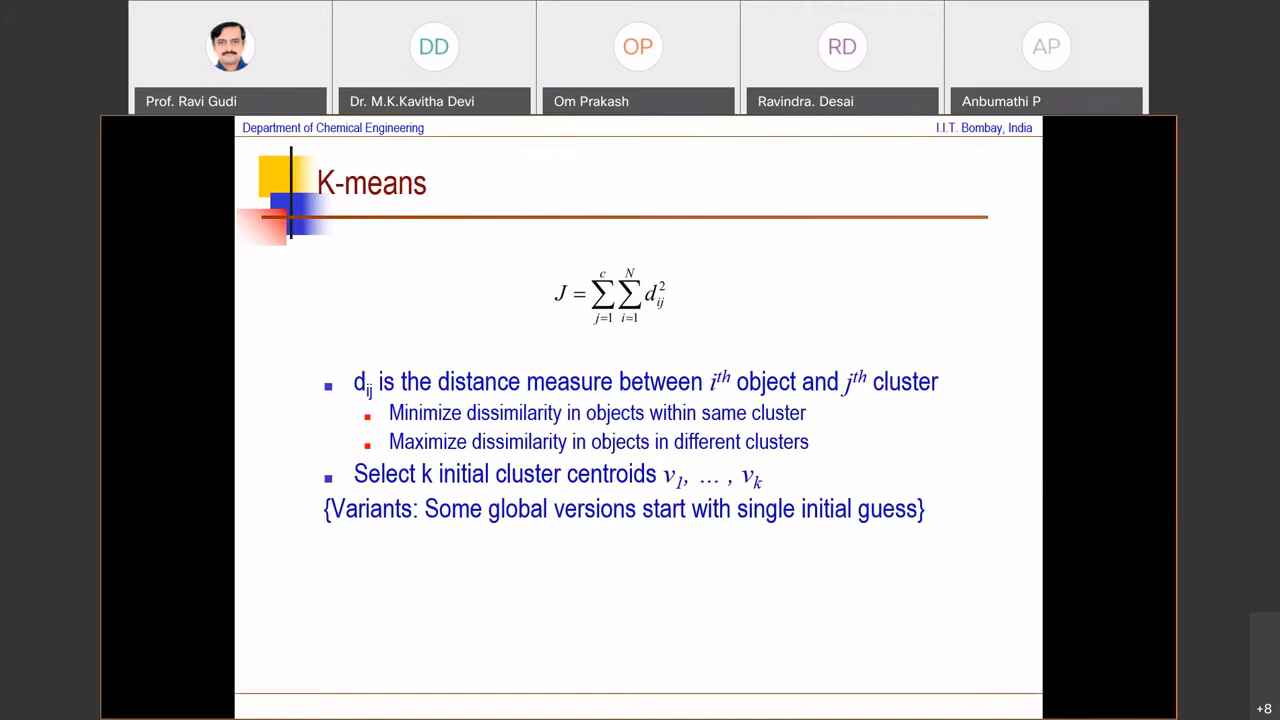 DD
OP
RD
AP
Prof. Ravi Gudi
Dr. M.K.Kavitha Devi
Om Prakash
Ravindra. Desai
Anbumathi P
Department of Chemical Engineering
I.I.T. Bombay, India
K-means
J = ∑_{j=1}^{c} ∑_{i=1}^{N} d_{ij}^{2}
d_{ij} is the distance measure between i^{th} object and j^{th} cluster
Minimize dissimilarity in objects within same cluster
Maximize dissimilarity in objects in different clusters
Select k initial cluster centroids v_1, … , v_k
{Variants: Some global versions start with single initial guess}
+8